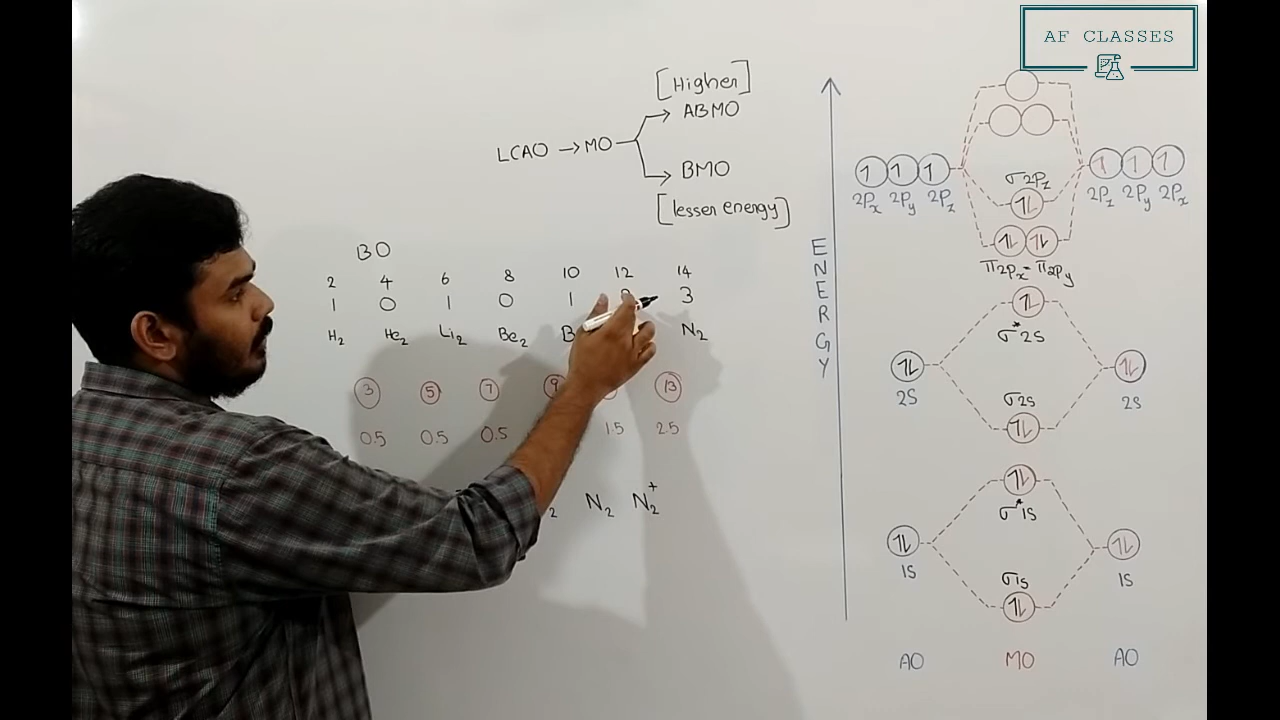 AF CLASSES
[Higher]
LCAO → MO → ABMO
BMO
[lesser energy]
BO
2 4 6 8 10 12 14
1 0 1 0 1 3
H₂ He₂ Li₂ Be₂ B N₂
3 5 7 9 13
0.5 0.5 0.5 1.5 2.5
₂ N₂ N₂⁺
ENERGY
2Px 2Py 2Pz
σ2Pz
2Pz 2Py 2Px
π2Px = π2Py
σ*2S
2S 2S
σ2S
σ*1S
1S 1S
σ1S
AO MO AO